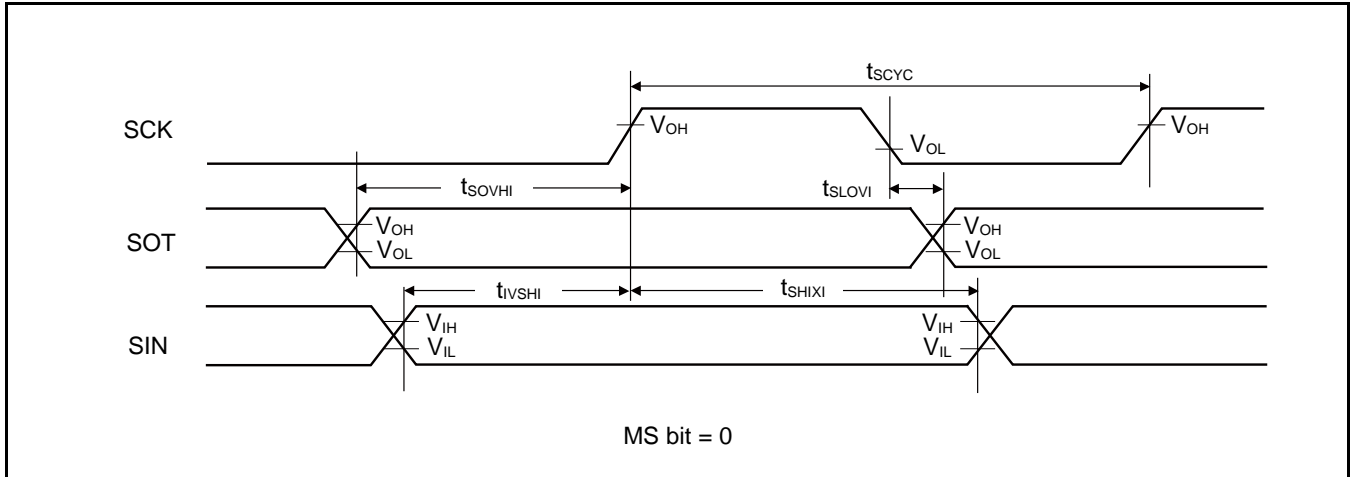 tSCYC
SCK
VOH
VOL
VOH
tSOVHI
tSLOVI
SOT
VOH
VOL
VOH
VOL
tIVSHI
tSHIXI
SIN
VIH
VIL
VIH
VIL
MS bit = 0